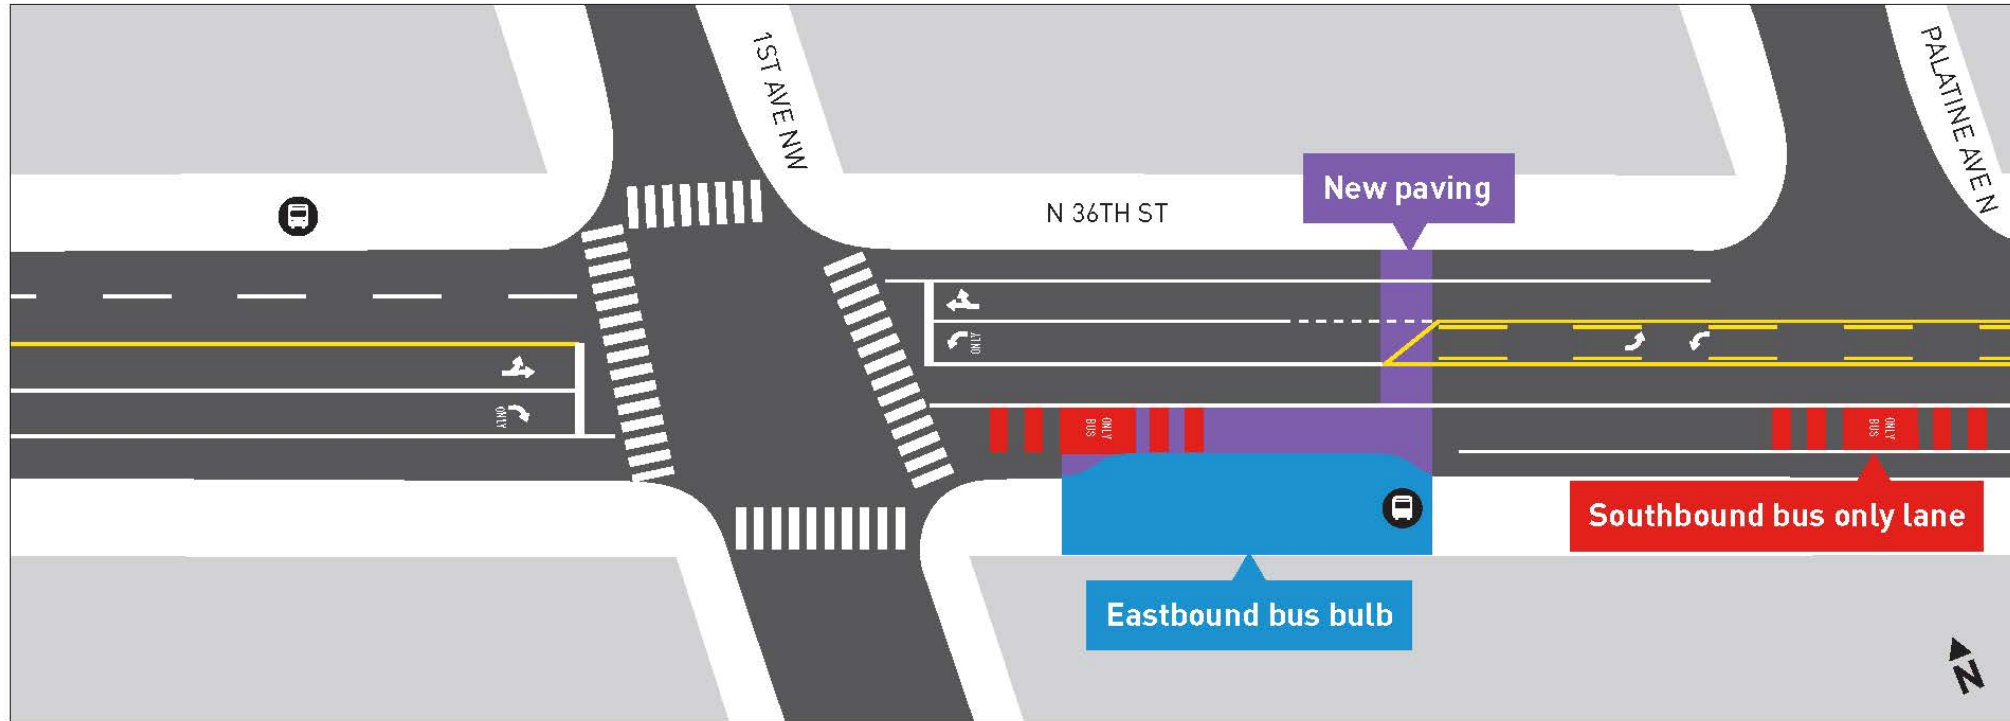 1ST AVE NW
PALATINE AVE N
New paving
N 36TH ST
ONLY
ONLY
ONLY
BUS
ONLY
BUS
Southbound bus only lane
Eastbound bus bulb
N